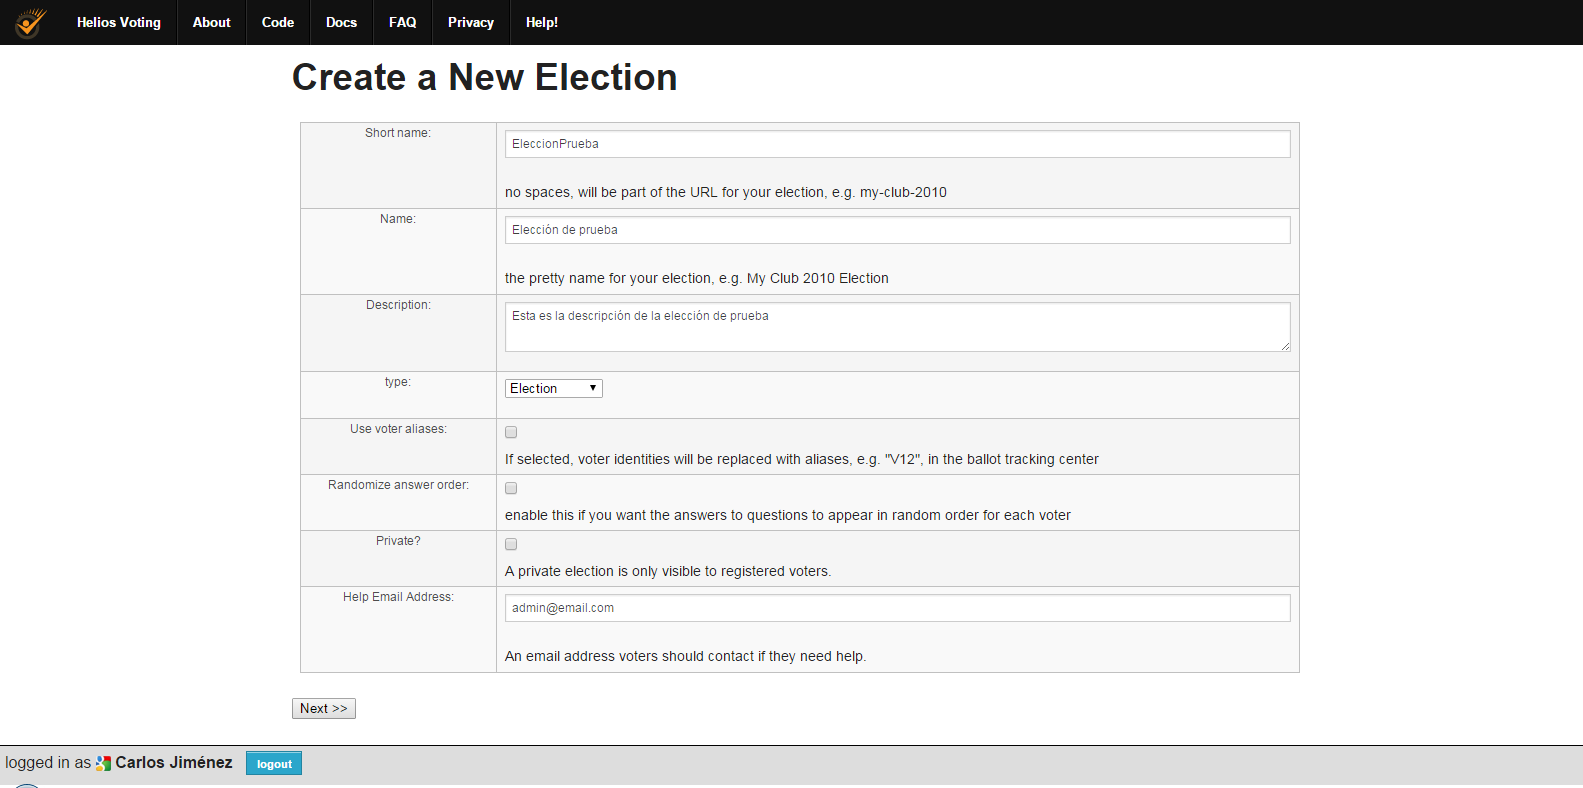 Helios Voting About Code Docs FAQ Privacy Help!
Create a New Election
Short name:
EleccionPrueba
no spaces, will be part of the URL for your election, e.g. my-club-2010
Name:
Elección de prueba
the pretty name for your election, e.g. My Club 2010 Election
Description:
Esta es la descripción de la elección de prueba
type:
Election
Use voter aliases:
If selected, voter identities will be replaced with aliases, e.g. "V12", in the ballot tracking center
Randomize answer order:
enable this if you want the answers to questions to appear in random order for each voter
Private?
A private election is only visible to registered voters.
Help Email Address:
admin@email.com
An email address voters should contact if they need help.
Next >>
logged in as Carlos Jiménez logout